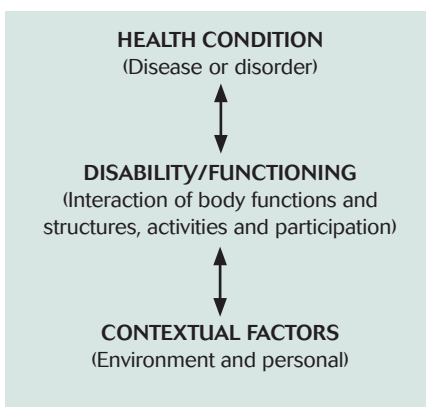 HEALTH CONDITION
(Disease or disorder)
DISABILITY/FUNCTIONING
(Interaction of body functions and
structures, activities and participation)
CONTEXTUAL FACTORS
(Environment and personal)